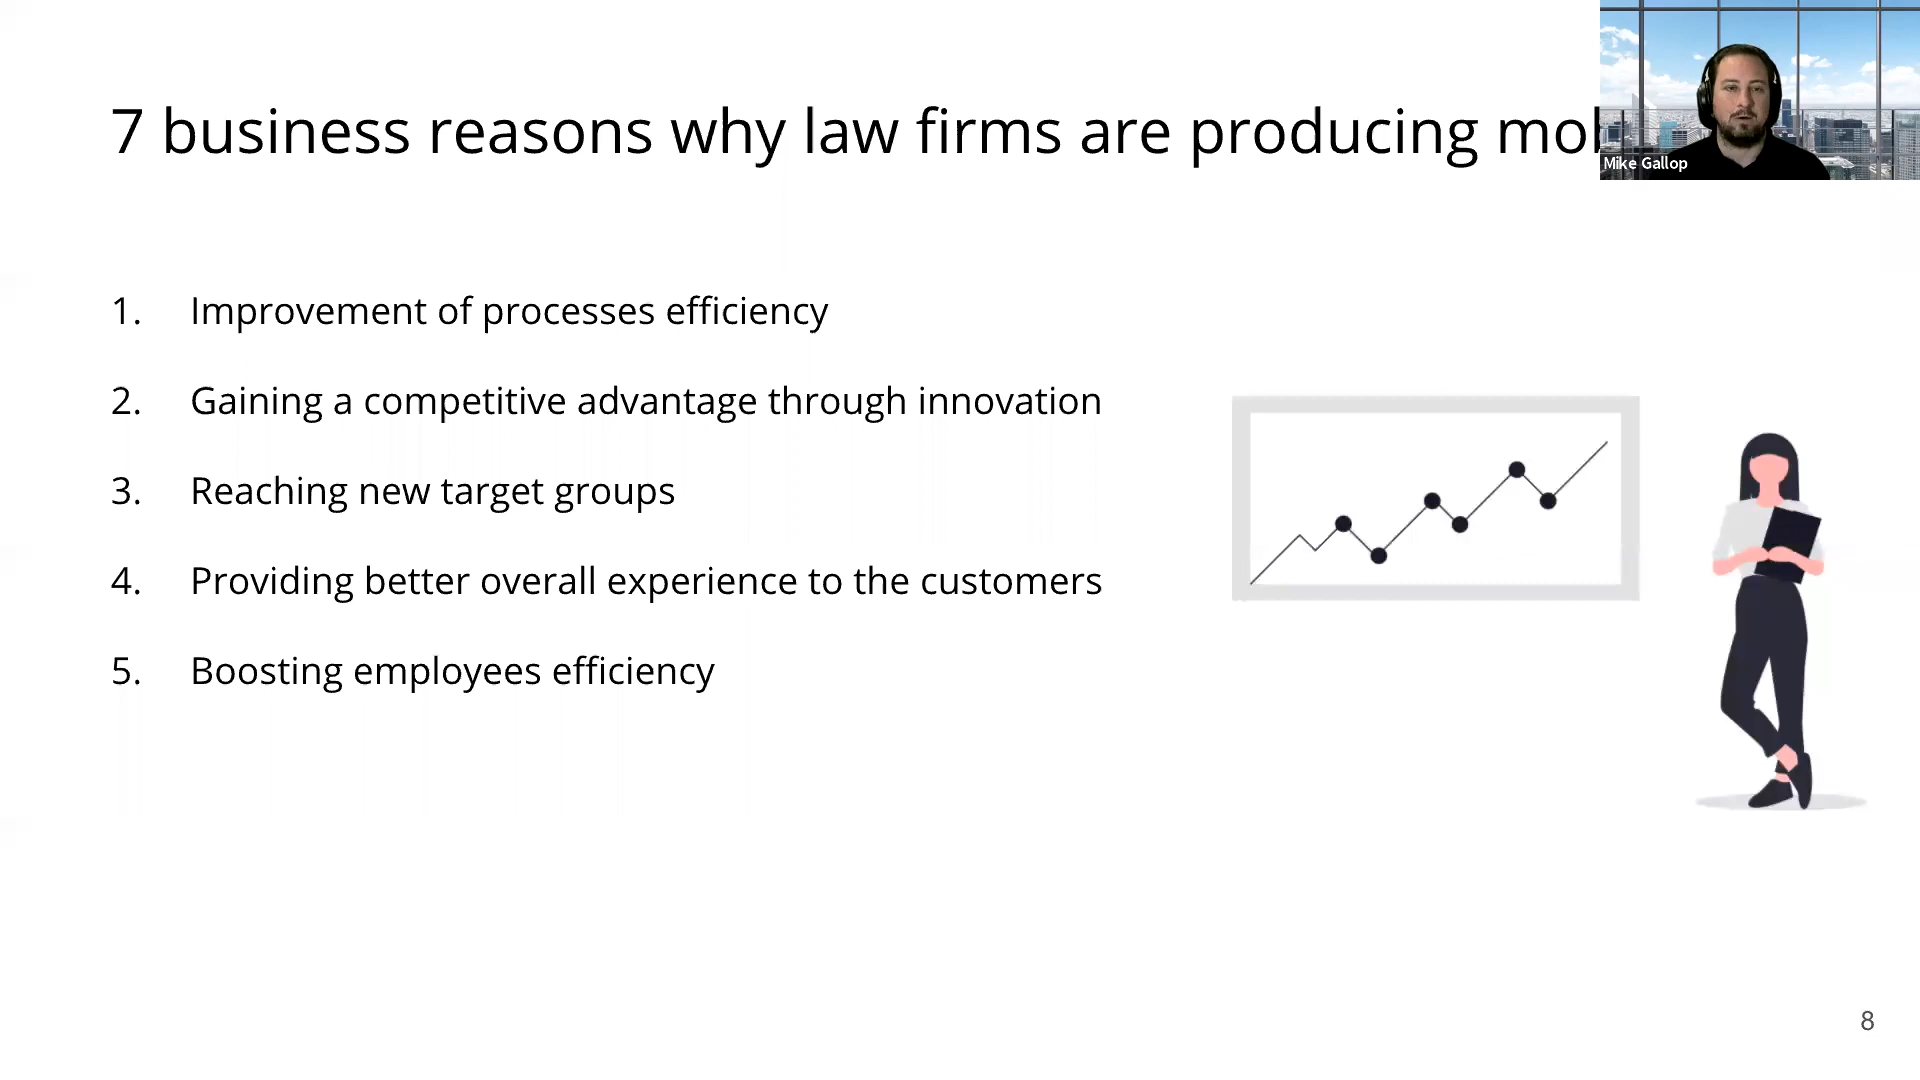 7 business reasons why law firms are producing
Mike Gallop
1. Improvement of processes efficiency
2. Gaining a competitive advantage through innovation
3. Reaching new target groups
4. Providing better overall experience to the customers
5. Boosting employees efficiency
8